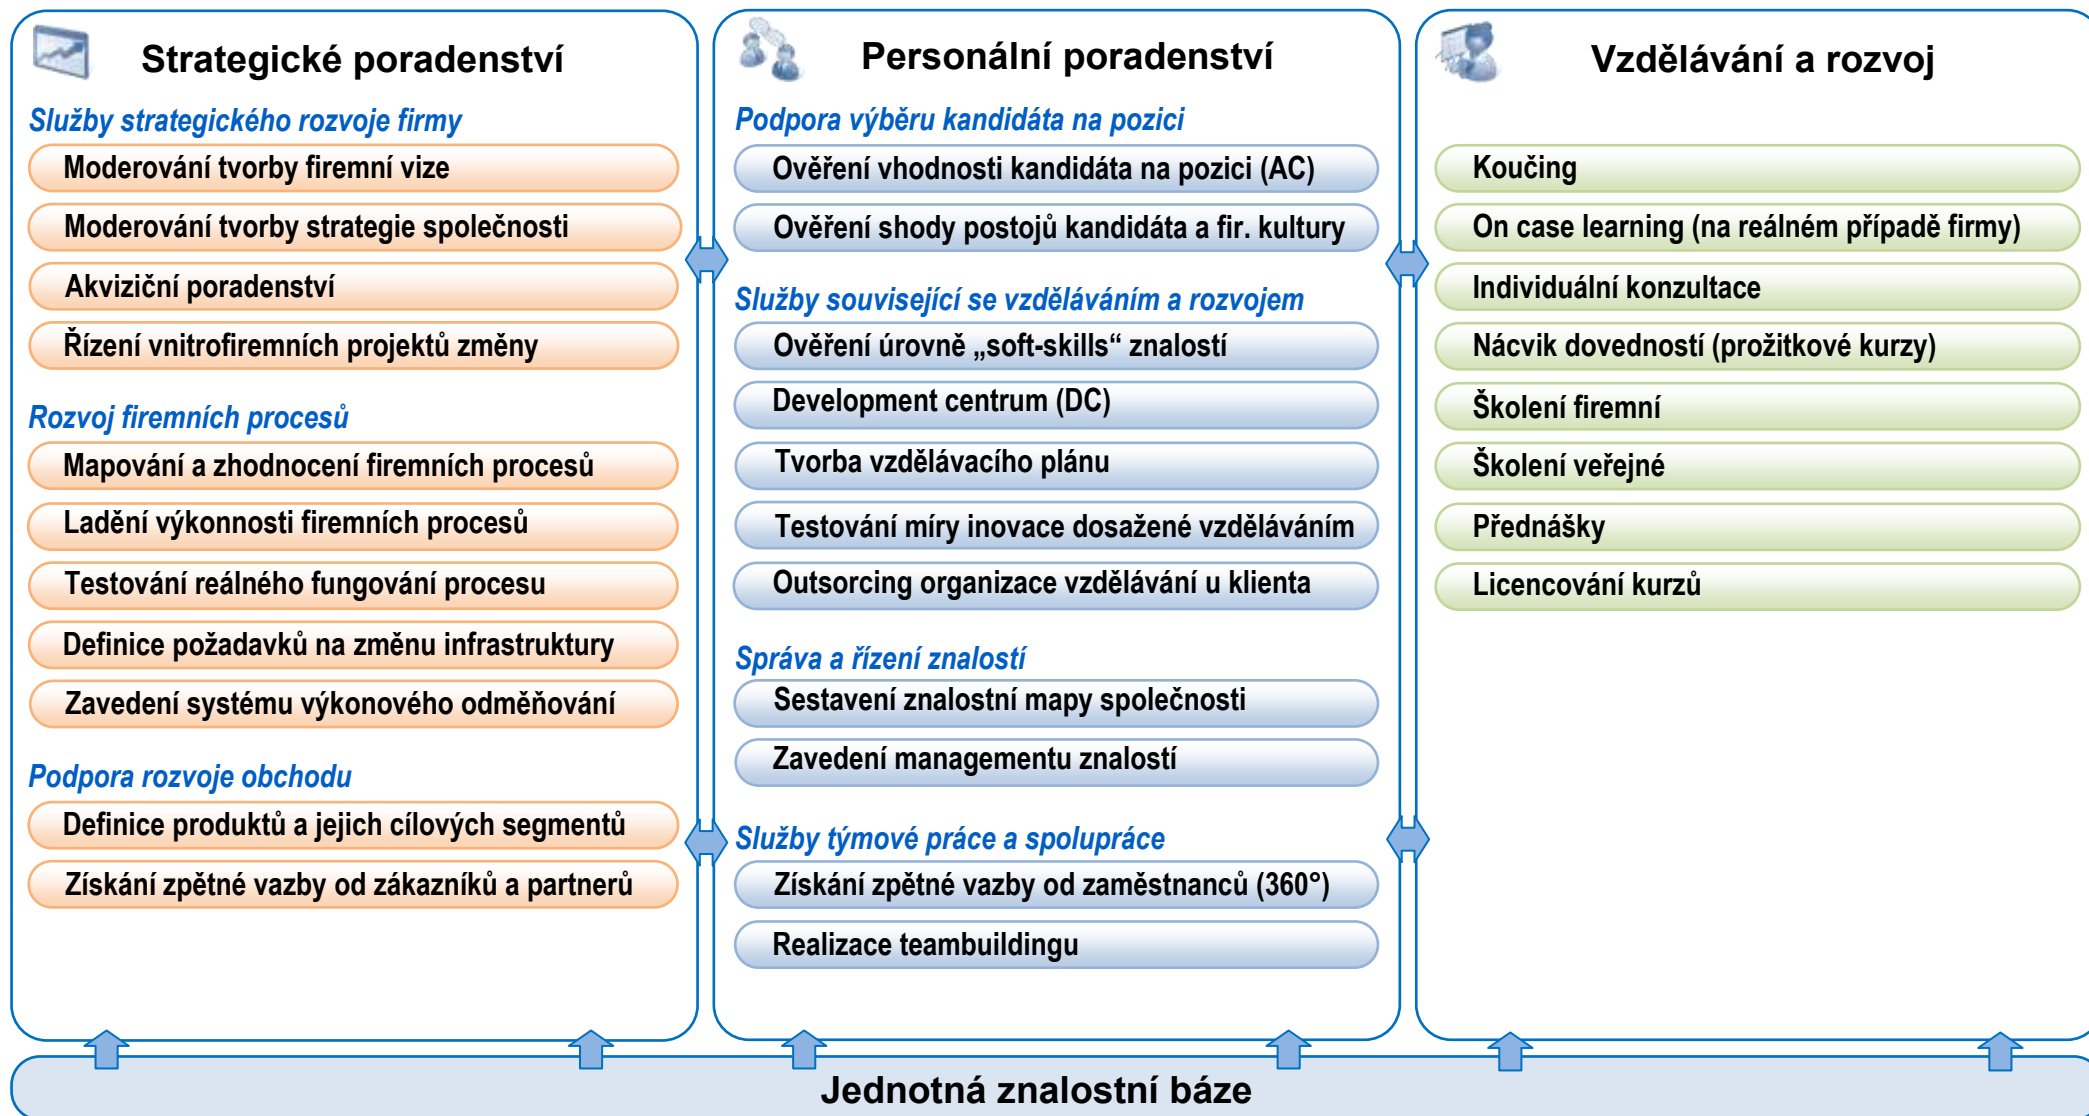 Strategické poradenství
Služby strategického rozvoje firmy
Moderování tvorby firemní vize
Moderování tvorby strategie společnosti
Akviziční poradenství
Řízení vnitrofiremních projektů změny
Rozvoj firemních procesů
Mapování a zhodnocení firemních procesů
Ladění výkonnosti firemních procesů
Testování reálného fungování procesu
Definice požadavků na změnu infrastruktury
Zavedení systému výkonového odměňování
Podpora rozvoje obchodu
Definice produktů a jejich cílových segmentů
Získání zpětné vazby od zákazníků a partnerů
Personální poradenství
Podpora výběru kandidáta na pozici
Ověření vhodnosti kandidáta na pozici (AC)
Ověření shody postojů kandidáta a fir. kultury
Služby související se vzděláváním a rozvojem
Ověření úrovně „soft-skills“ znalostí
Development centrum (DC)
Tvorba vzdělávacího plánu
Testování míry inovace dosažené vzděláváním
Outsorcing organizace vzdělávání u klienta
Správa a řízení znalostí
Sestavení znalostní mapy společnosti
Zavedení managementu znalostí
Služby týmové práce a spolupráce
Získání zpětné vazby od zaměstnanců (360°)
Realizace teambuildingu
Vzdělávání a rozvoj
Koučing
On case learning (na reálném případě firmy)
Individuální konzultace
Nácvik dovedností (prožitkové kurzy)
Školení firemní
Školení veřejné
Přednášky
Licencování kurzů
Jednotná znalostní báze